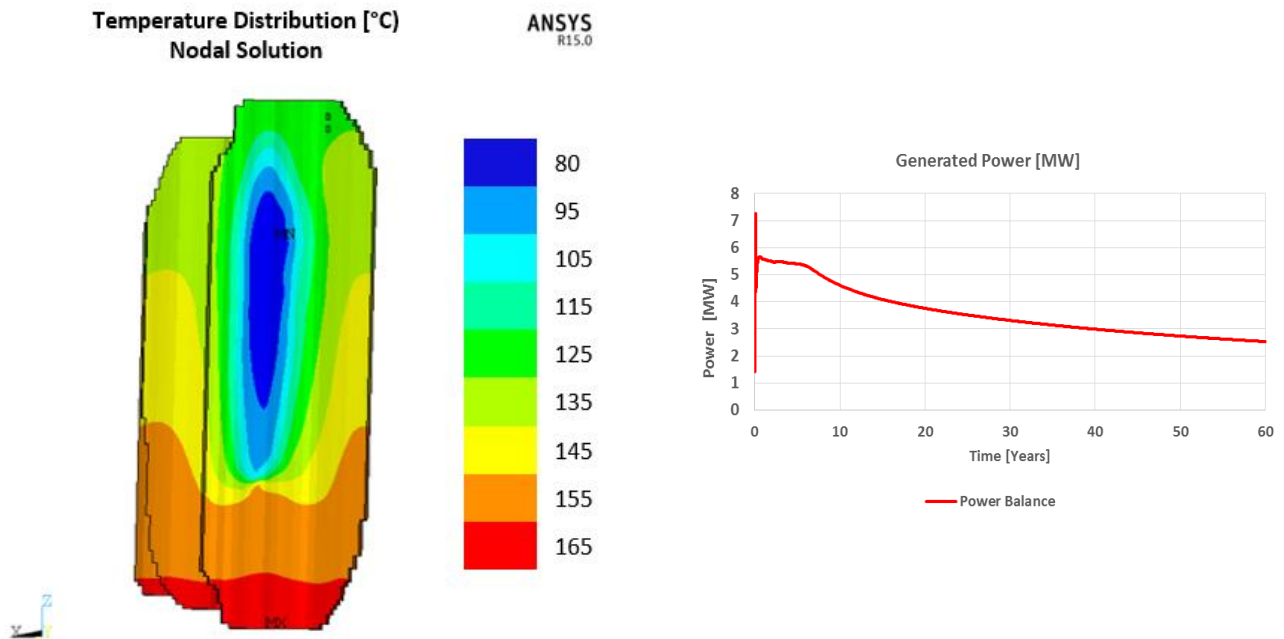 Temperature Distribution [°C)
Nodal Solution
ANSYS
R15.0
80
95
105
115
125
135
145
155
165
MN
MX
Z
X
Y
Generated Power [MW]
Power [MW]
8
7
6
5
4
3
2
1
0
0 10 20 30 40 50 60
Time [Years]
Power Balance